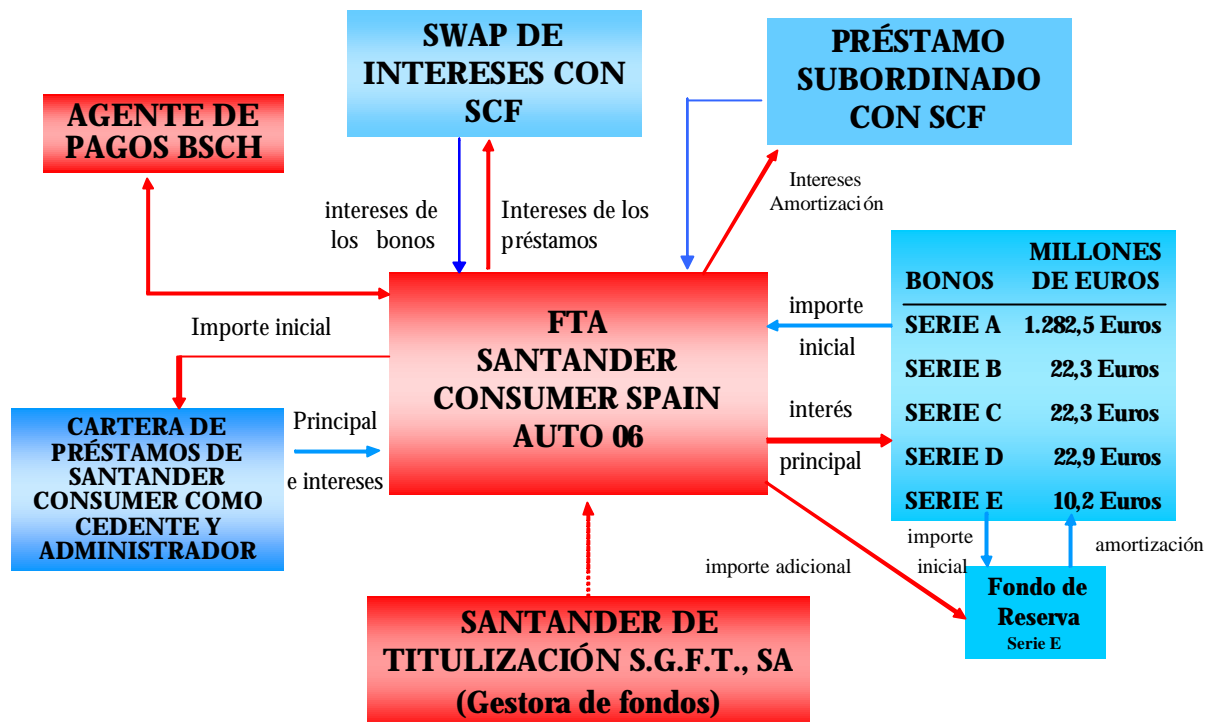 SWAP DE
INTERESES CON
SCF
PRÉSTAMO
SUBORDINADO
CON SCF
AGENTE DE
PAGOS BSCH
intereses de
los bonos
Intereses de los
préstamos
Intereses
Amortización
Importe inicial
FTA
SANTANDER
CONSUMER SPAIN
AUTO 06
importe
inicial
interés
principal
BONOS
MILLONES
DE EUROS
SERIE A 1.282,5 Euros
SERIE B 22,3 Euros
SERIE C 22,3 Euros
SERIE D 22,9 Euros
SERIE E 10,2 Euros
CARTERA DE
PRÉSTAMOS DE
SANTANDER
CONSUMER COMO
CEDENTE Y
ADMINISTRADOR
Principal
e intereses
importe adicional
importe
inicial
amortización
Fondo de
Reserva
Serie E
SANTANDER DE
TITULIZACIÓN S.G.F.T., SA
(Gestora de fondos)